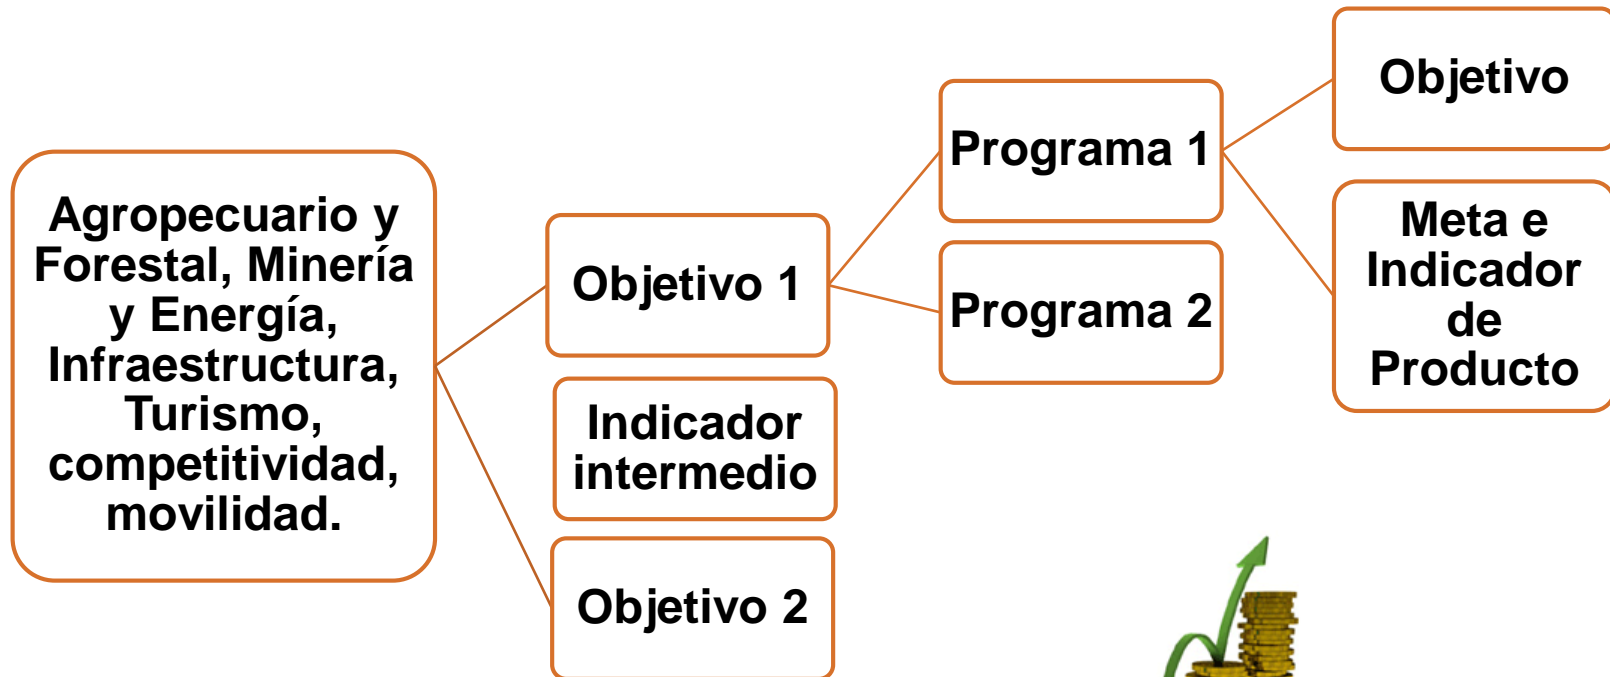 Agropecuario y
Forestal, Minería
y Energía,
Infraestructura,
Turismo,
competitividad,
movilidad.
Objetivo 1
Indicador
intermedio
Objetivo 2
Programa 1
Programa 2
Objetivo
Meta e
Indicador
de
Producto